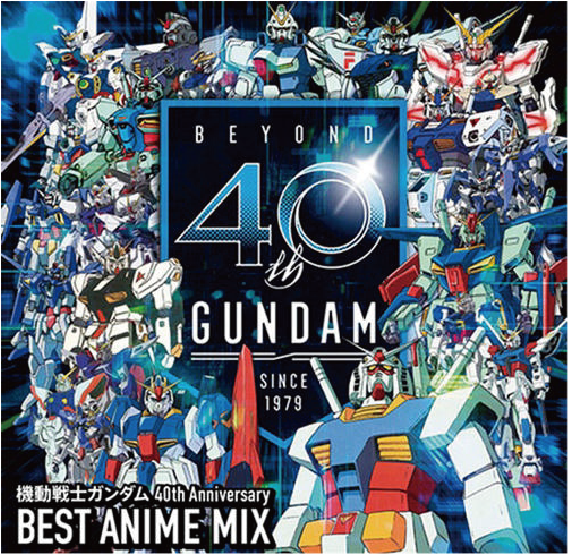 BEYOND
40th
GUNDAM
SINCE
1979
機動戦士ガンダム 40th Anniversary
BEST ANIME MIX